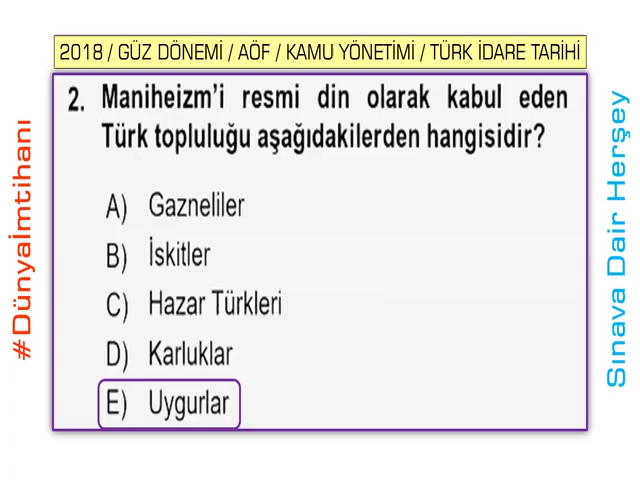 2018 / GÜZ DÖNEMİ / AÖF / KAMU YÖNETİMİ / TÜRK İDARE TARİHİ
2. Maniheizm'i resmi din olarak kabul eden
Türk topluluğu aşağıdakilerden hangisidir?
A) Gazneliler
B) İskitler
C) Hazar Türkleri
D) Karluklar
E) Uygurlar
#Dünyaİmtihanı
Sınava Dair Herşey